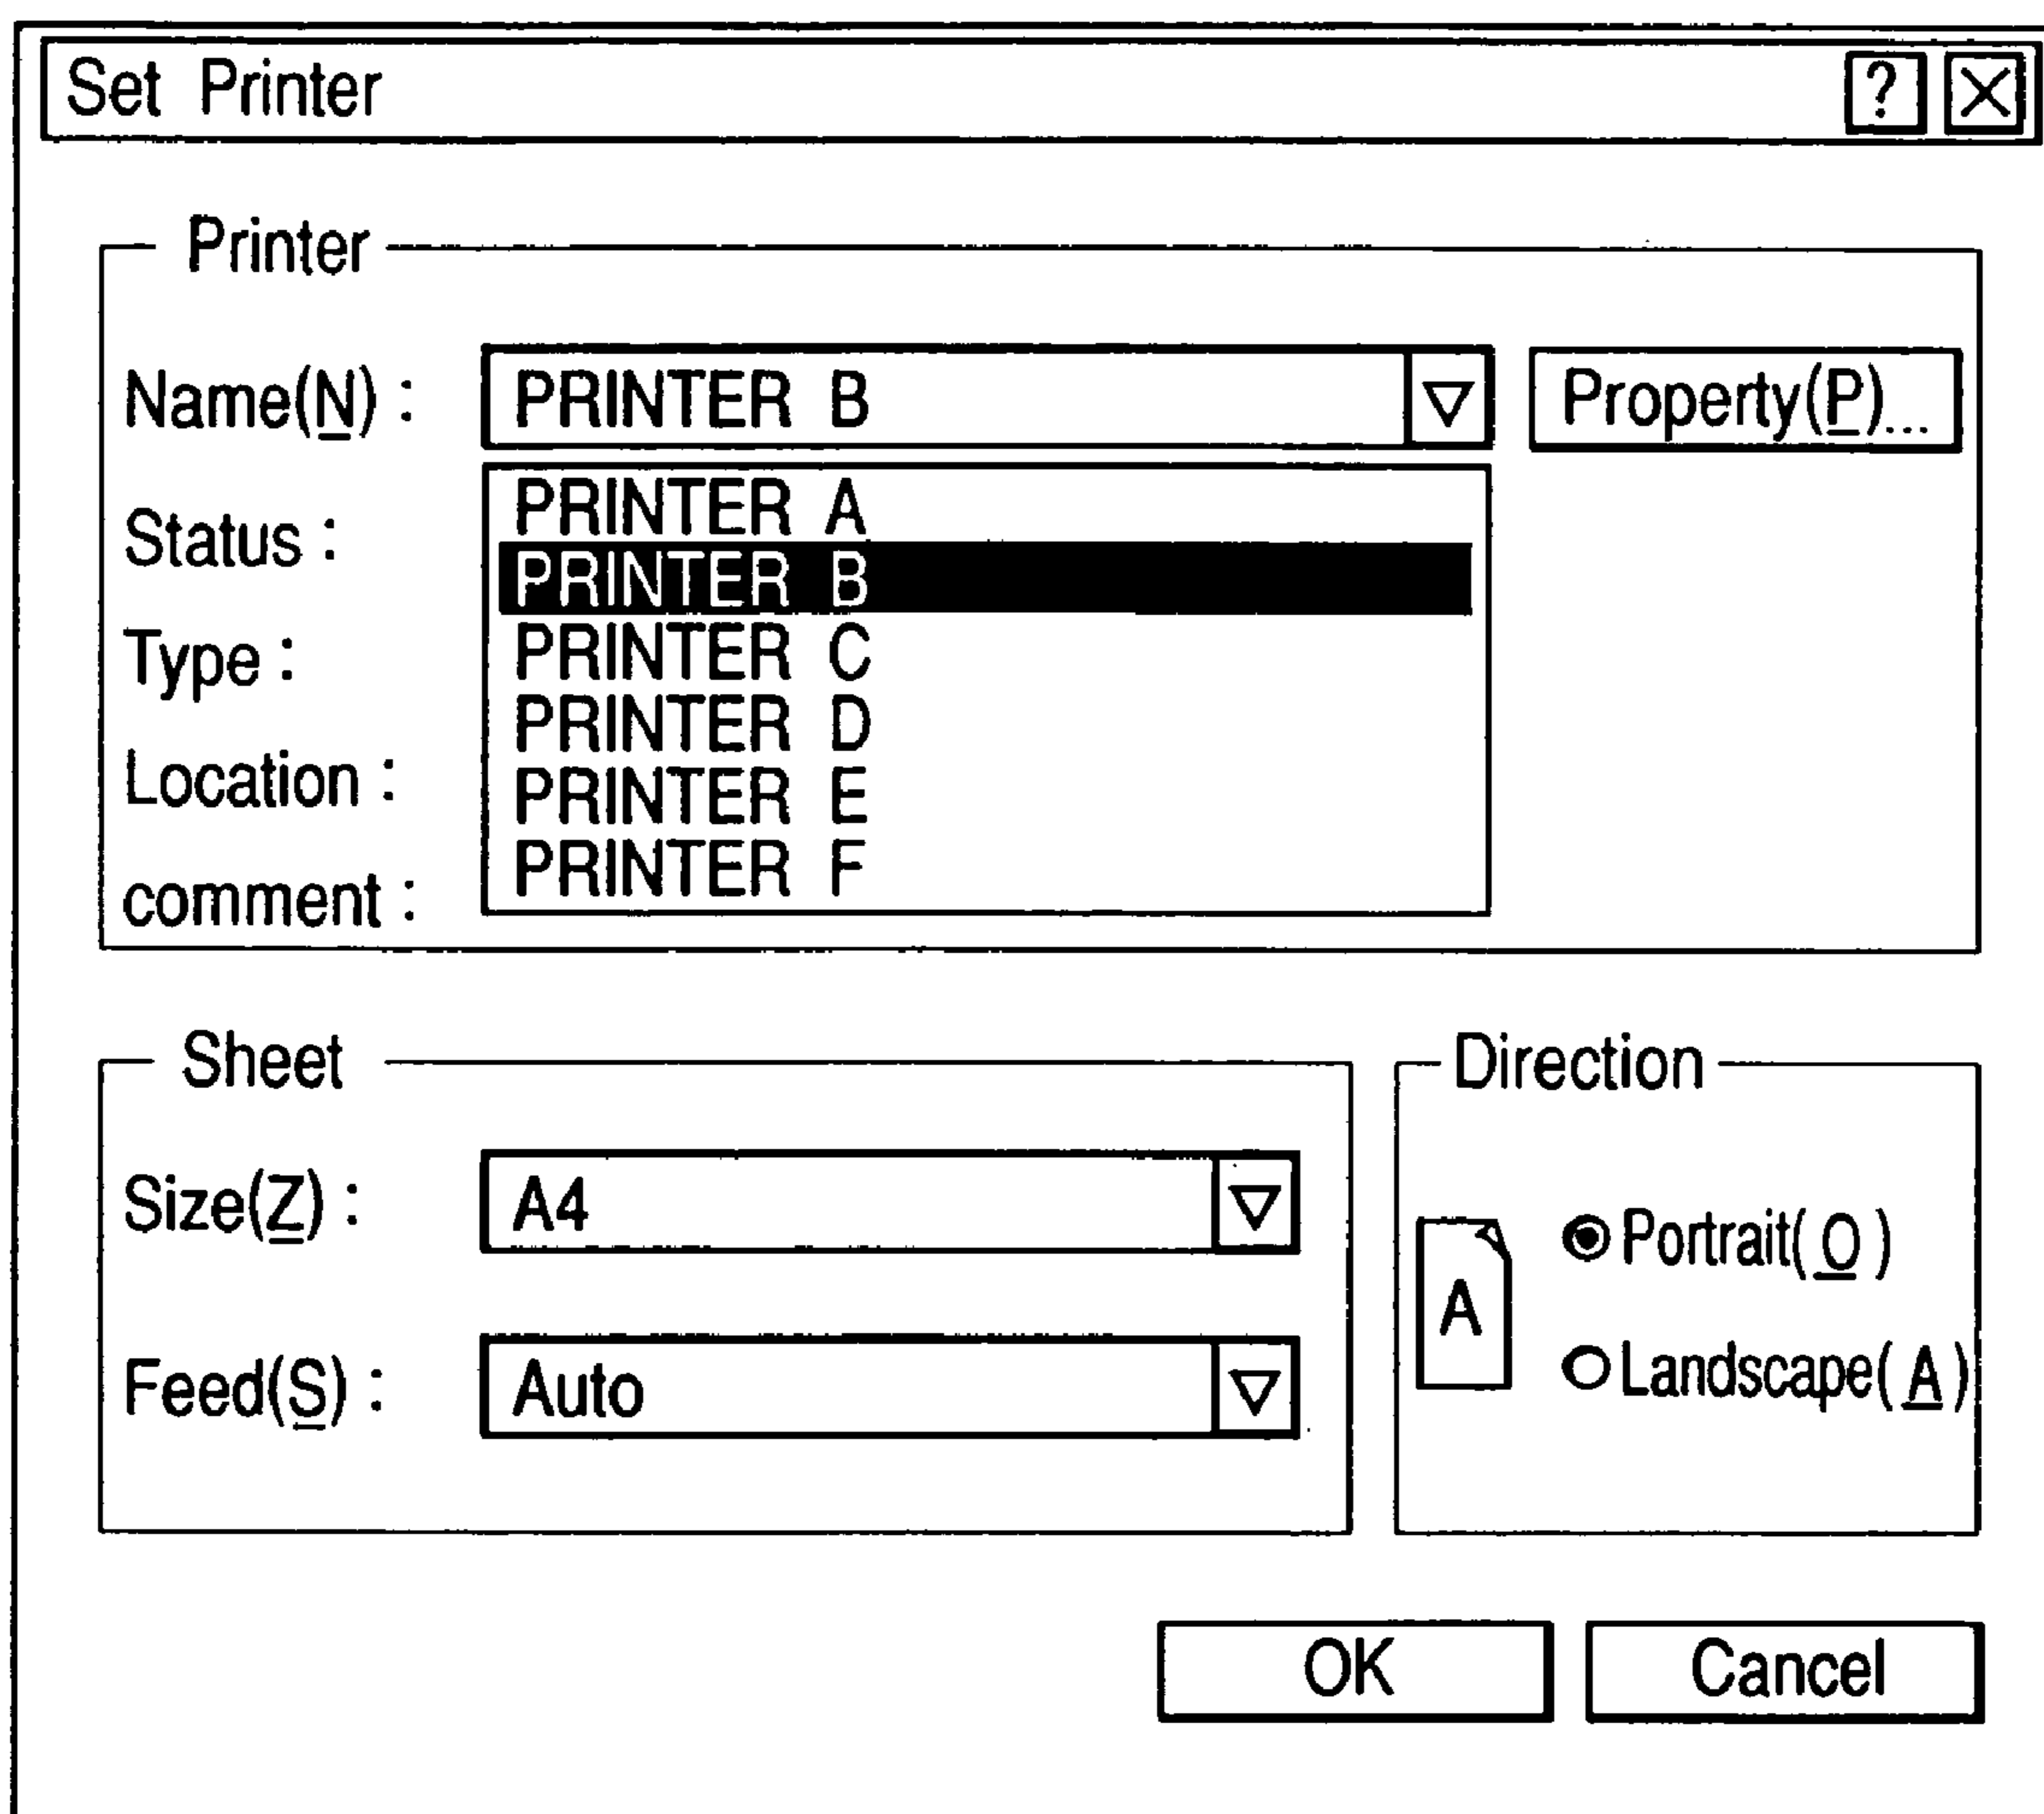 Set Printer ? X
Printer
Name(N) : PRINTER B Property(P)...
PRINTER A
Status :
PRINTER B
Type : PRINTER C
PRINTER D
Location : PRINTER E
PRINTER F
comment :
Sheet
Size(Z) : A4
Feed(S) : Auto
Direction
A
Portrait(O)
Landscape(A)
OK Cancel